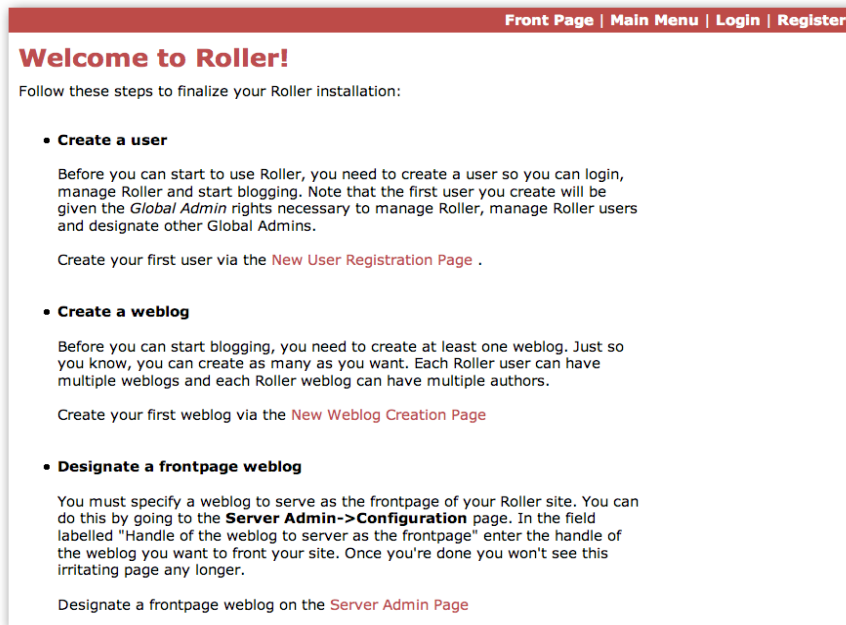 Front Page | Main Menu | Login | Register
Welcome to Roller!
Follow these steps to finalize your Roller installation:
• Create a user
Before you can start to use Roller, you need to create a user so you can login,
manage Roller and start blogging. Note that the first user you create will be
given the Global Admin rights necessary to manage Roller, manage Roller users
and designate other Global Admins.
Create your first user via the New User Registration Page .
• Create a weblog
Before you can start blogging, you need to create at least one weblog. Just so
you know, you can create as many as you want. Each Roller user can have
multiple weblogs and each Roller weblog can have multiple authors.
Create your first weblog via the New Weblog Creation Page
• Designate a frontpage weblog
You must specify a weblog to serve as the frontpage of your Roller site. You can
do this by going to the Server Admin->Configuration page. In the field
labelled "Handle of the weblog to server as the frontpage" enter the handle of
the weblog you want to front your site. Once you're done you won't see this
irritating page any longer.
Designate a frontpage weblog on the Server Admin Page